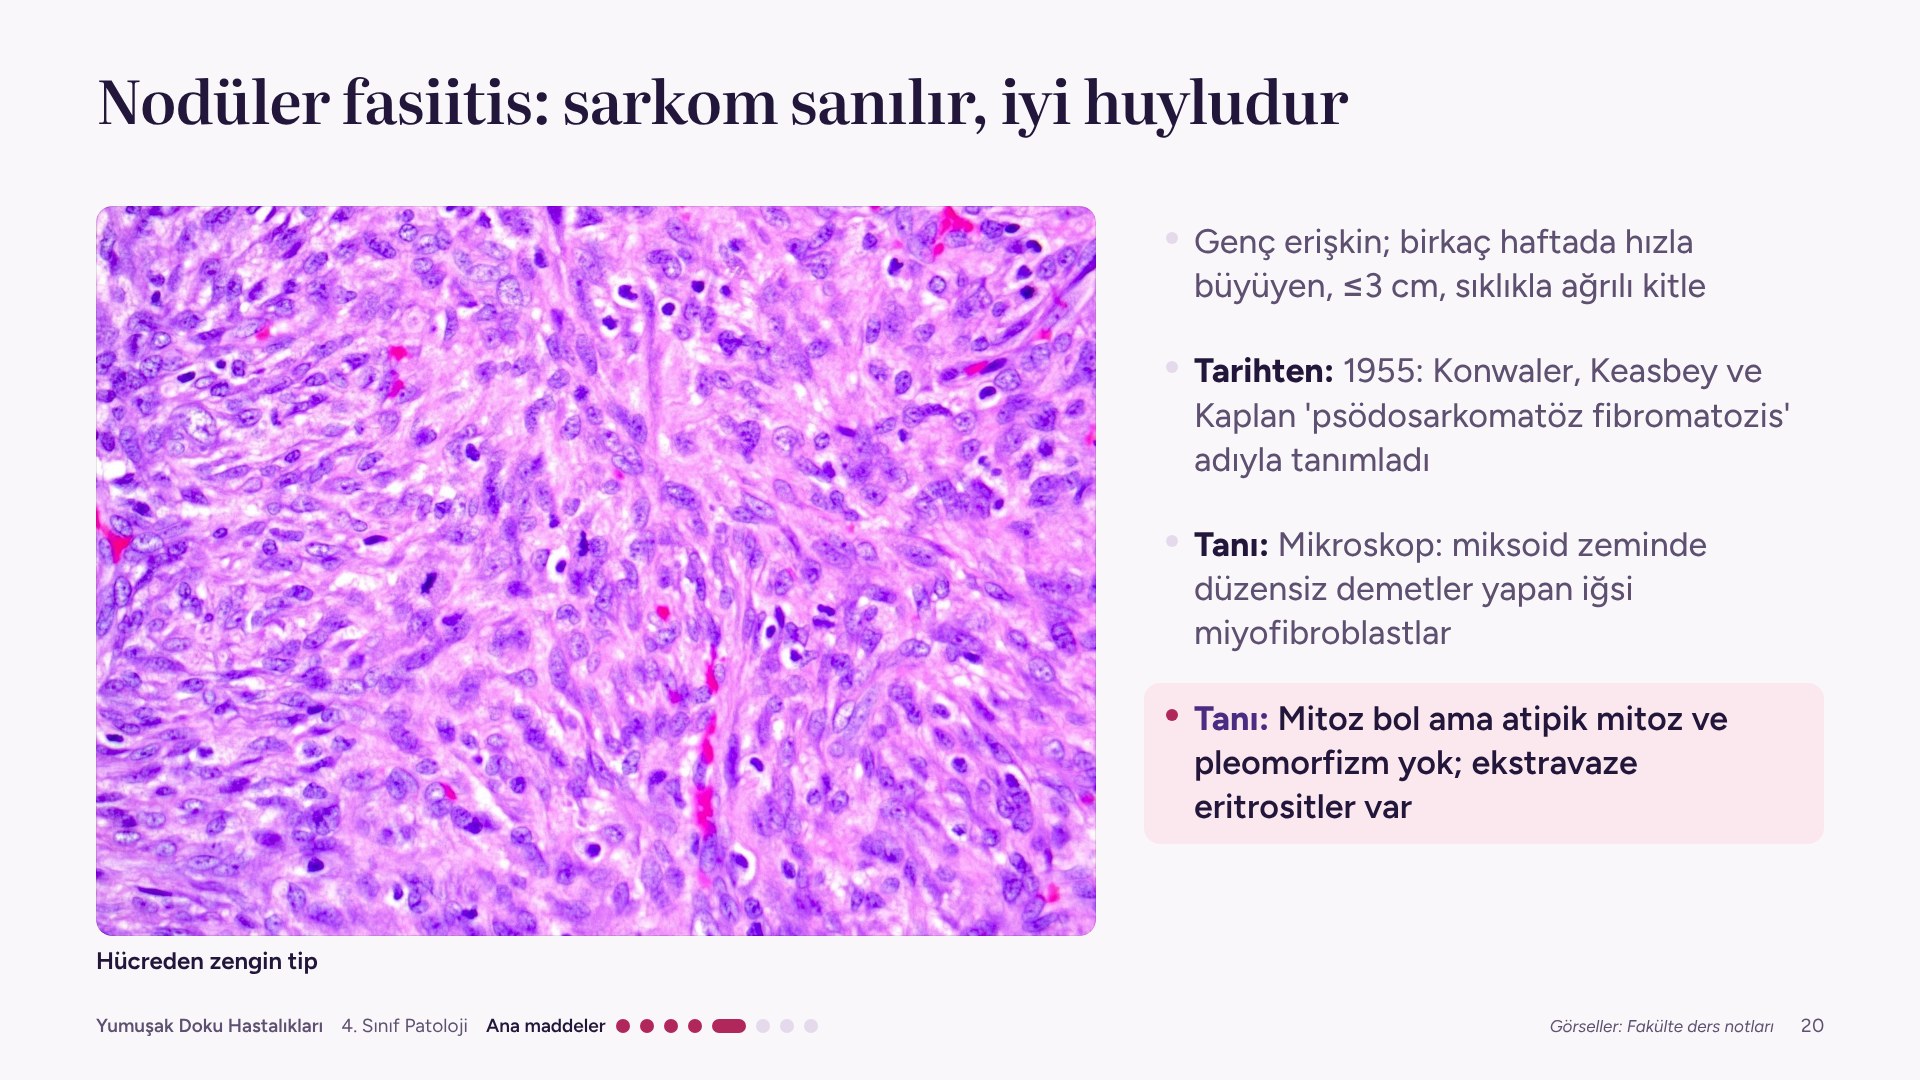 Nodüler fasiitis: sarkom sanılır, iyi huyludur
Genç erişkin; birkaç haftada hızla
büyüyen, ≤3 cm, sıklıkla ağrılı kitle
Tarihten: 1955: Konwaler, Keasbey ve
Kaplan 'psödosarkomatöz fibromatozis'
adıyla tanımladı
Tanı: Mikroskop: miksoid zeminde
düzensiz demetler yapan iğsi
miyofibroblastlar
Tanı: Mitoz bol ama atipik mitoz ve
pleomorfizm yok; ekstravaze
eritrositler var
Hücreden zengin tip
Yumuşak Doku Hastalıkları 4. Sınıf Patoloji Ana maddeler
Görseller: Fakülte ders notları 20